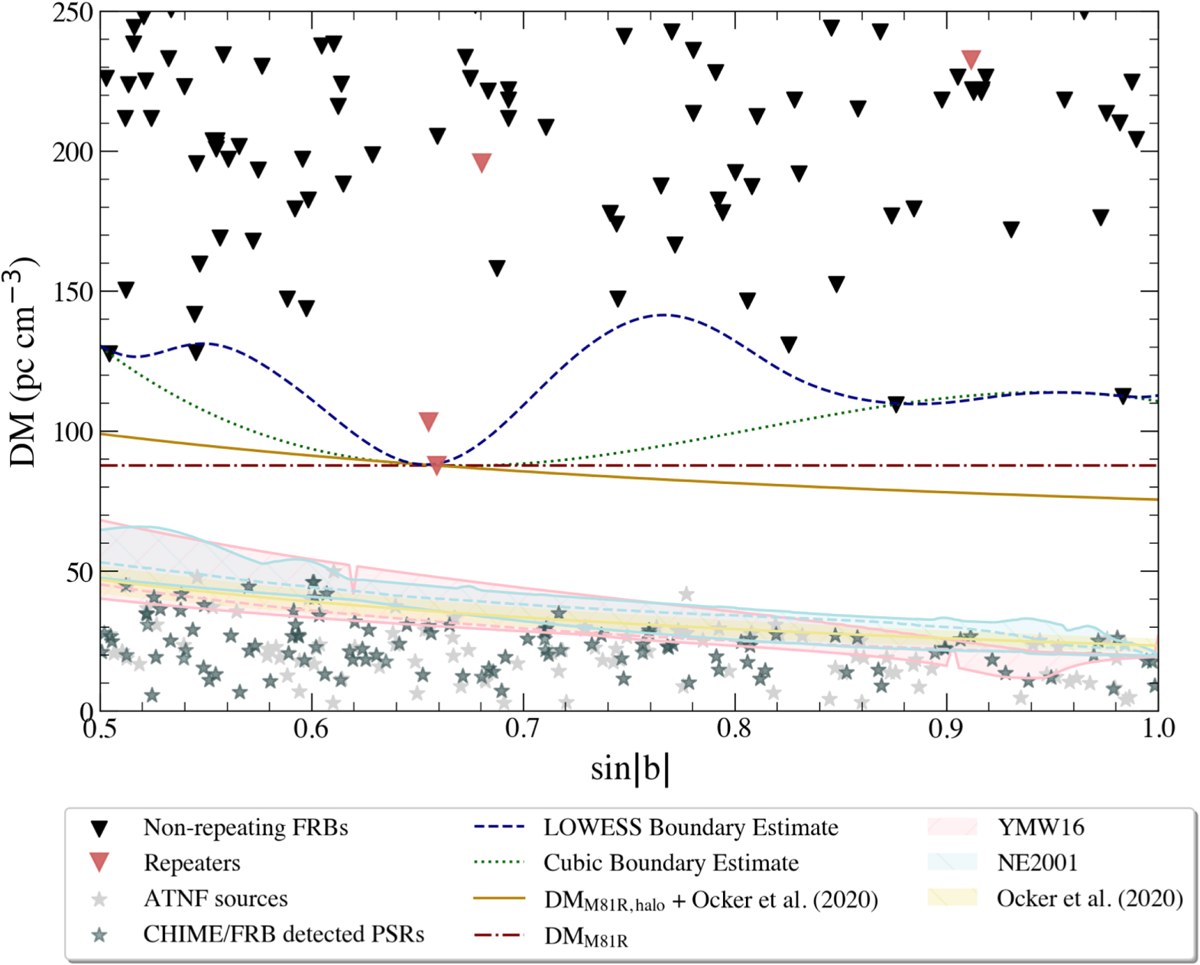 250
200
150
100
50
0
DM (pc cm−3)
0.5
0.6
0.7
0.8
0.9
1.0
sin|b|
Non-repeating FRBs
Repeaters
ATNF sources
CHIME/FRB detected PSRs
LOWESS Boundary Estimate
Cubic Boundary Estimate
DMM81R,halo + Ocker et al. (2020)
DMM81R
YMW16
NE2001
Ocker et al. (2020)